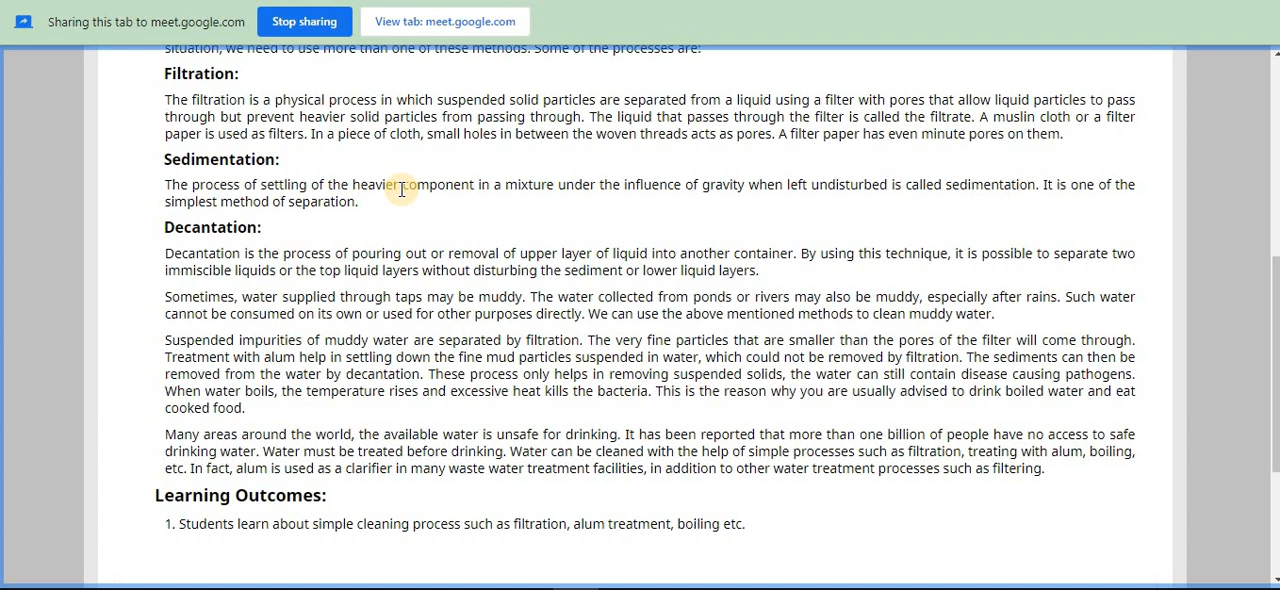 Sharing this tab to meet.google.com Stop sharing View tab: meet.google.com
situation, we need to use more than one of these methods. Some of the processes are:
Filtration:
The filtration is a physical process in which suspended solid particles are separated from a liquid using a filter with pores that allow liquid particles to pass
through but prevent heavier solid particles from passing through. The liquid that passes through the filter is called the filtrate. A muslin cloth or a filter
paper is used as filters. In a piece of cloth, small holes in between the woven threads acts as pores. A filter paper has even minute pores on them.
Sedimentation:
The process of settling of the heavier component in a mixture under the influence of gravity when left undisturbed is called sedimentation. It is one of the
simplest method of separation.
Decantation:
Decantation is the process of pouring out or removal of upper layer of liquid into another container. By using this technique, it is possible to separate two
immiscible liquids or the top liquid layers without disturbing the sediment or lower liquid layers.
Sometimes, water supplied through taps may be muddy. The water collected from ponds or rivers may also be muddy, especially after rains. Such water
cannot be consumed on its own or used for other purposes directly. We can use the above mentioned methods to clean muddy water.
Suspended impurities of muddy water are separated by filtration. The very fine particles that are smaller than the pores of the filter will come through.
Treatment with alum help in settling down the fine mud particles suspended in water, which could not be removed by filtration. The sediments can then be
removed from the water by decantation. These process only helps in removing suspended solids, the water can still contain disease causing pathogens.
When water boils, the temperature rises and excessive heat kills the bacteria. This is the reason why you are usually advised to drink boiled water and eat
cooked food.
Many areas around the world, the available water is unsafe for drinking. It has been reported that more than one billion of people have no access to safe
drinking water. Water must be treated before drinking. Water can be cleaned with the help of simple processes such as filtration, treating with alum, boiling,
etc. In fact, alum is used as a clarifier in many waste water treatment facilities, in addition to other water treatment processes such as filtering.
Learning Outcomes:
1. Students learn about simple cleaning process such as filtration, alum treatment, boiling etc.